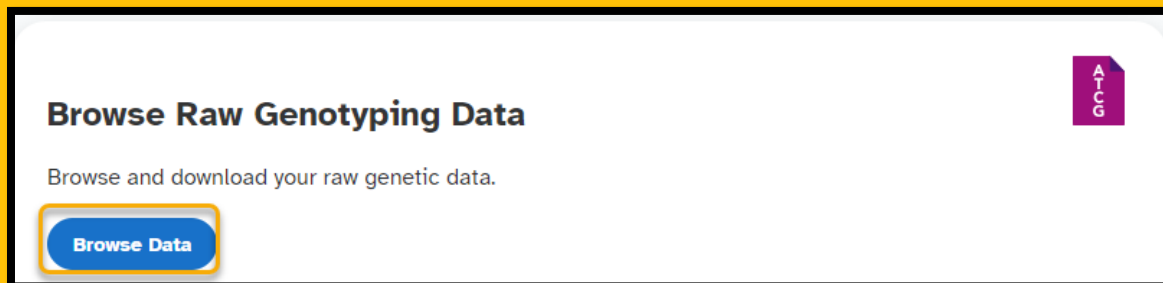 Browse Raw Genotyping Data
A
T
C
G
Browse and download your raw genetic data.
Browse Data